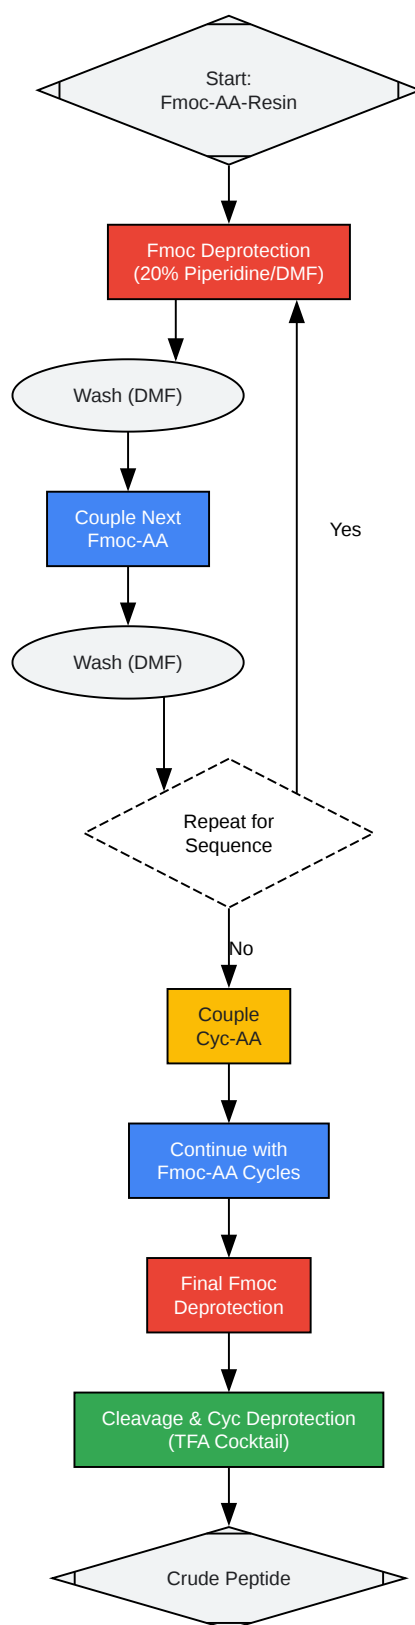 Start:
Fmoc-AA-Resin
Fmoc Deprotection
(20% Piperidine/DMF)
Wash (DMF)
Couple Next
Fmoc-AA
Yes
Wash (DMF)
Repeat for
Sequence
No
Couple
Cyc-AA
Continue with
Fmoc-AA Cycles
Final Fmoc
Deprotection
Cleavage & Cyc Deprotection
(TFA Cocktail)
Crude Peptide